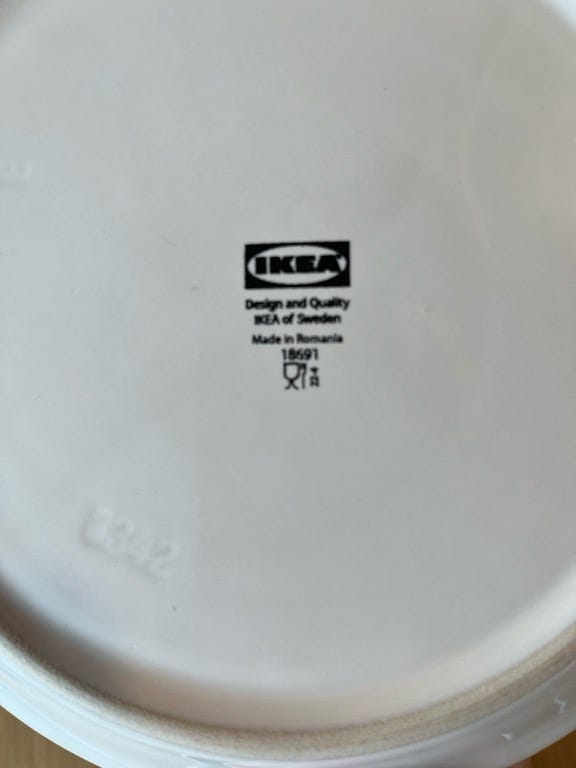 IKEA
Design and Quality
IKEA of Sweden
Made in Romania
18691